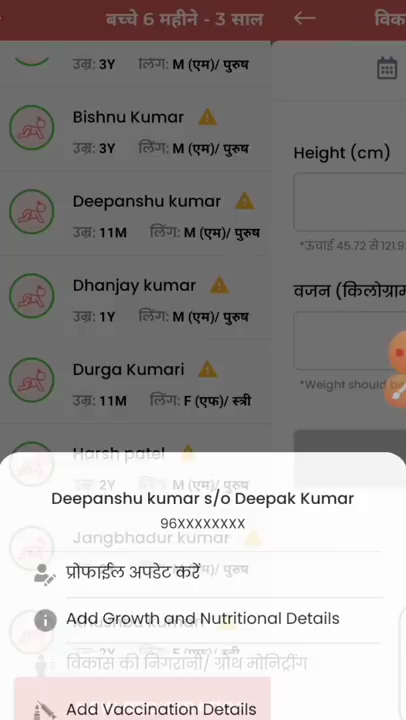 बच्चे 6 महीने - 3 साल
उम्र: 3Y लिंग: M (एम)/ पुरुष
Bishnu Kumar
उम्र: 3Y लिंग: M (एम)/ पुरुष
Deepanshu kumar
उम्र: 11M लिंग: M (एम)/ पुरुष
Dhanjay kumar
उम्र: 1Y लिंग: M (एम)/ पुरुष
Durga Kumari
उम्र: 11M लिंग: F (एफ)/ स्त्री
Harsh patel
उम्र: 2Y लिंग: M (एम)/ पुरुष
Jangbhadur kumar
Height (cm)
*ऊंचाई 45.72 से 121.9
वजन (किलोग्राम
*Weight should
Deepanshu kumar s/o Deepak Kumar
96XXXXXXXX
प्रोफाईल अपडेट करें
Add Growth and Nutritional Details
विकास की निगरानी/ ग्रोथ मोनिट्रींग
Add Vaccination Details